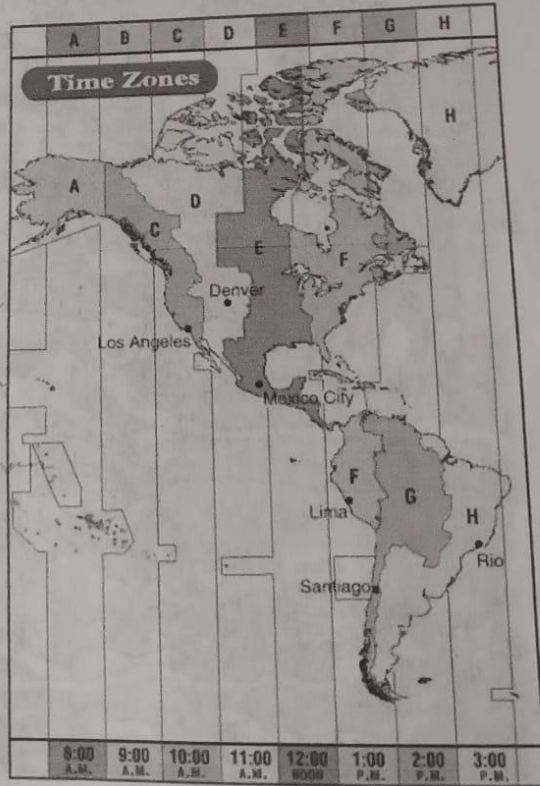 A B C D E F G H
Time Zones
H
A
D
C
E
F
Denver
Los Angeles
Mexico City
F
G
Lima
H
Rio
Santiago
8:00 9:00 10:00 11:00 12:00 1:00 2:00 3:00
A.M. A.M. A.M. A.M. NOON P.M. P.M. P.M.